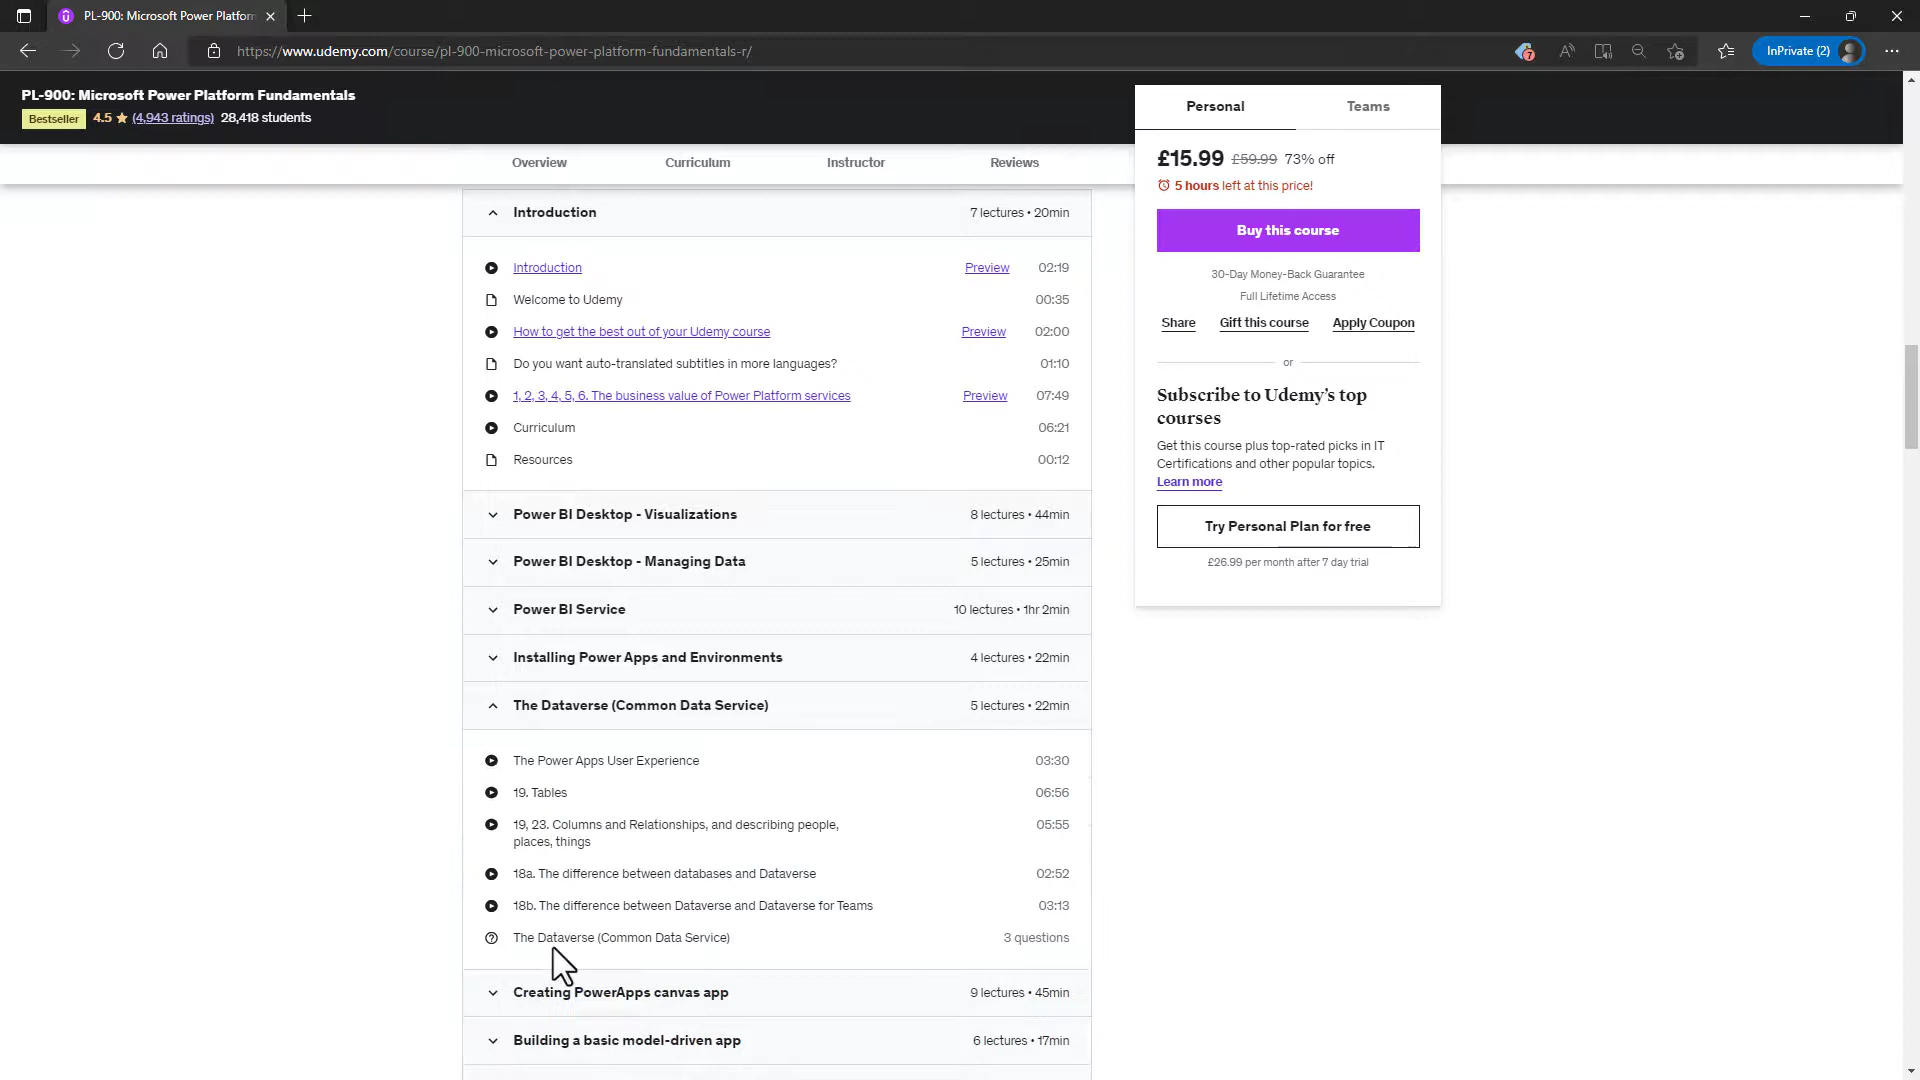 PL-900: Microsoft Power Platform
https://www.udemy.com/course/pl-900-microsoft-power-platform-fundamentals-r/
7
InPrivate (2)
PL-900: Microsoft Power Platform Fundamentals
Bestseller 4.5 (4,943 ratings) 28,418 students
Overview Curriculum Instructor Reviews
Introduction 7 lectures • 20min
Introduction Preview 02:19
Welcome to Udemy 00:35
How to get the best out of your Udemy course Preview 02:00
Do you want auto-translated subtitles in more languages? 01:10
1, 2, 3, 4, 5, 6. The business value of Power Platform services Preview 07:49
Curriculum 06:21
Resources 00:12
Power BI Desktop - Visualizations 8 lectures • 44min
Power BI Desktop - Managing Data 5 lectures • 25min
Power BI Service 10 lectures • 1hr 2min
Installing Power Apps and Environments 4 lectures • 22min
The Dataverse (Common Data Service) 5 lectures • 22min
The Power Apps User Experience 03:30
19. Tables 06:56
19, 23. Columns and Relationships, and describing people, 05:55
places, things
18a. The difference between databases and Dataverse 02:52
18b. The difference between Dataverse and Dataverse for Teams 03:13
The Dataverse (Common Data Service) 3 questions
Creating PowerApps canvas app 9 lectures • 45min
Building a basic model-driven app 6 lectures • 17min
Personal Teams
£15.99 £59.99 73% off
5 hours left at this price!
Buy this course
30-Day Money-Back Guarantee
Full Lifetime Access
Share Gift this course Apply Coupon
or
Subscribe to Udemy's top
courses
Get this course plus top-rated picks in IT
Certifications and other popular topics.
Learn more
Try Personal Plan for free
£26.99 per month after 7 day trial